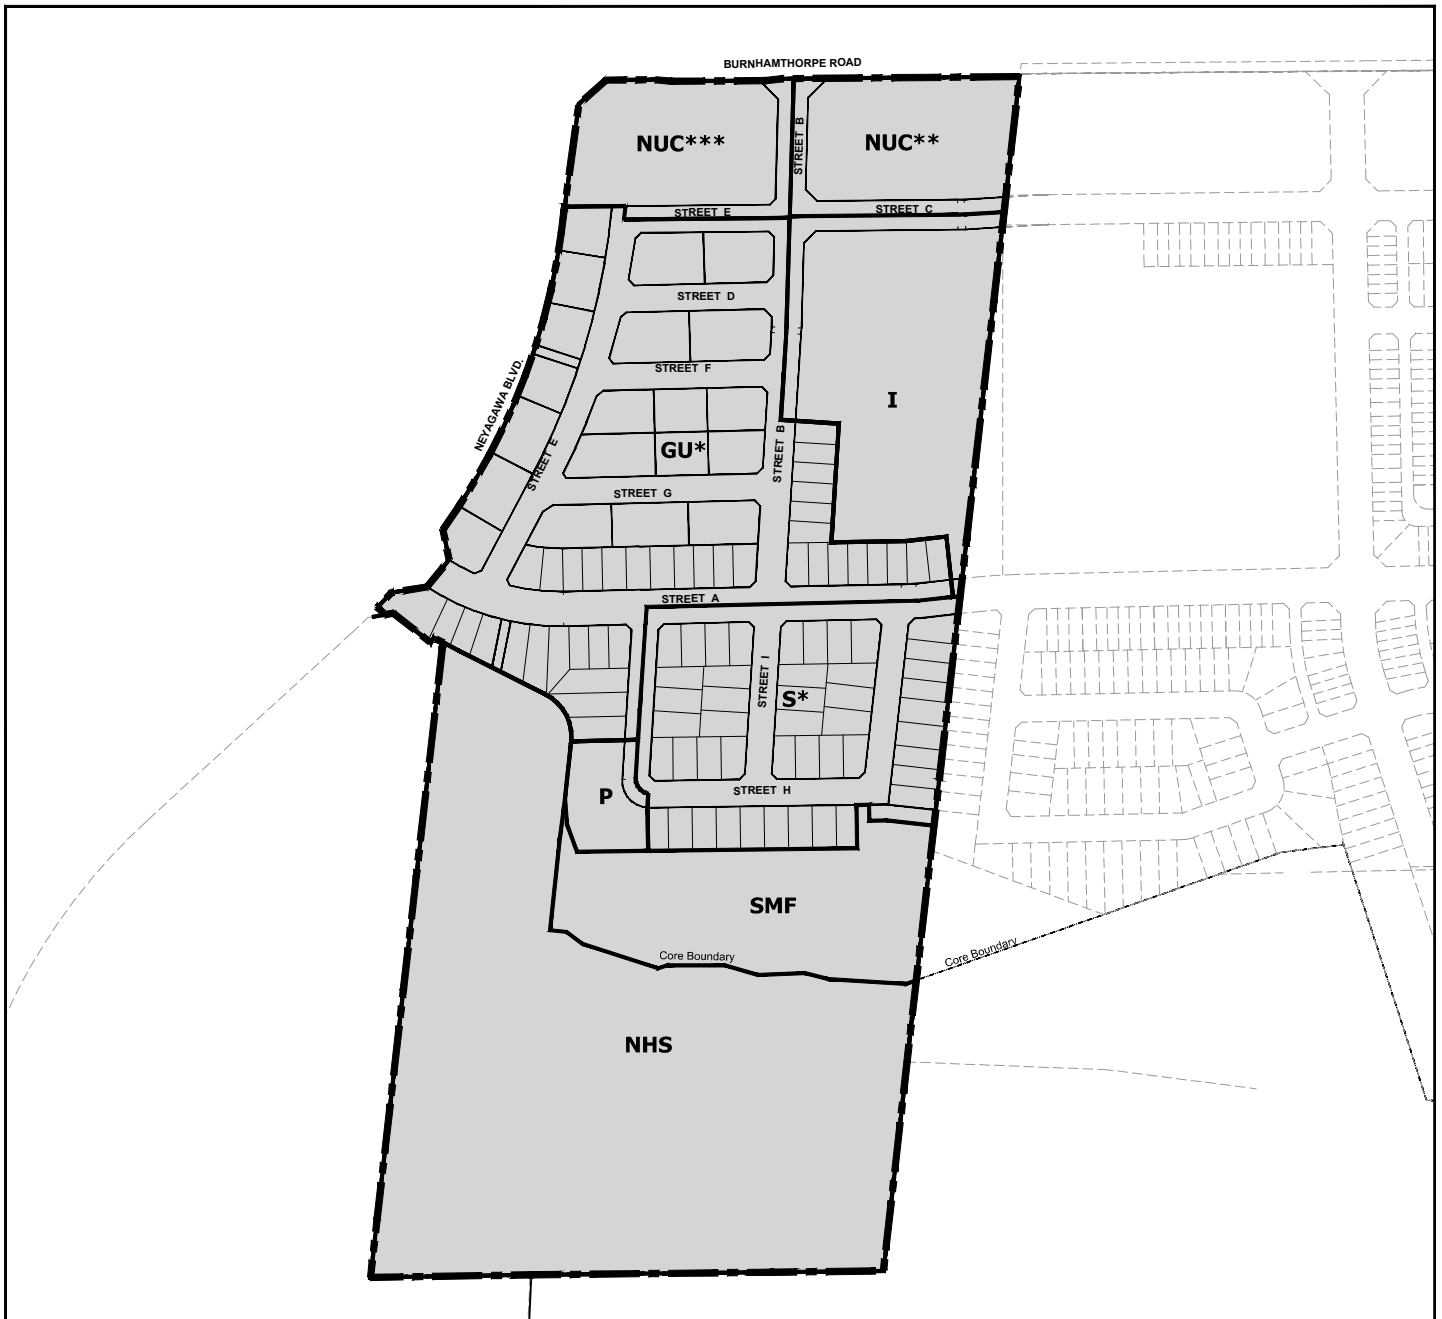 BURNHAMTHORPE ROAD
NUC***
STREET B
NUC**
STREET E
STREET C
STREET D
STREET F
NEYAGAWA BLVD.
I
STREET E
GU*
STREET B
STREET G
STREET A
STREET I
S*
STREET H
P
SMF
Core Boundary
Core Boundary
NHS